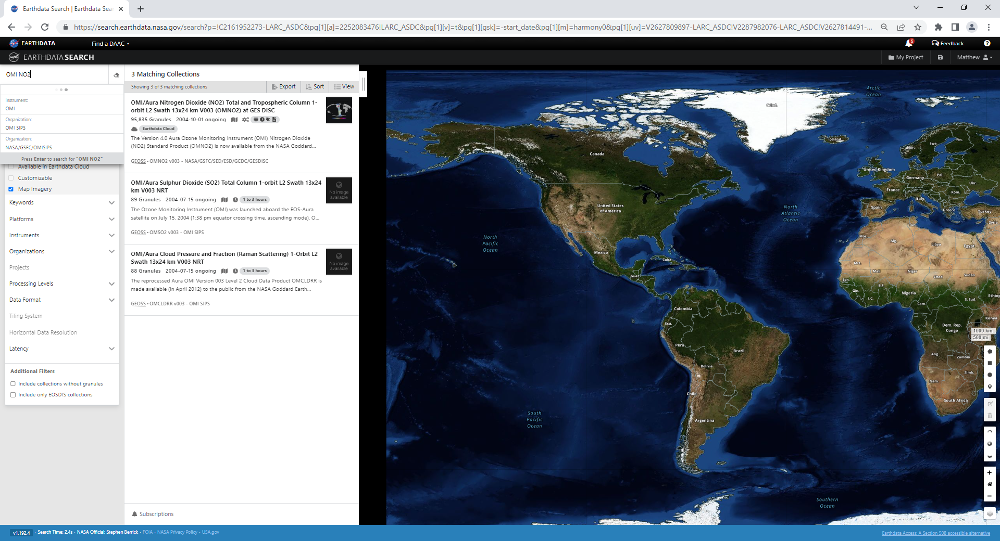 Earthdata Search | Earthdata Sear
https://search.earthdata.nasa.gov/search?p=!C2161952273-LARC_ASDC&pg[1][a]=2252083476!LARC_ASDC&pg[1][v]=t&pg[1][gsk]=-start_date&pg[1][m]=harmony0&pg[1][uv]=V2627809897-LARC_ASDC!V2287982076-LARC_ASDC!V2627814491-...
EARTHDATA
Find a DAAC
6
Feedback
EARTHDATA SEARCH
My Project
Matthew
OMI NO2
Instrument:
OMI
Organization:
OMI SIPS
Organization:
NASA/GSFC/OMISIPS
Press Enter to search for "OMI NO2"
Available in Earthdata Cloud
Customizable
Map Imagery
Keywords
Platforms
Instruments
Organizations
Projects
Processing Levels
Data Format
Tiling System
Horizontal Data Resolution
Latency
Additional Filters
Include collections without granules
Include only EOSDIS collections
3 Matching Collections
Showing 3 of 3 matching collections
Export
Sort
View
OMI/Aura Nitrogen Dioxide (NO2) Total and Tropospheric Column 1-
orbit L2 Swath 13x24 km V003 (OMNO2) at GES DISC
95,835 Granules 2004-10-01 ongoing
Earthdata Cloud
The Version 4.0 Aura Ozone Monitoring Instrument (OMI) Nitrogen Dioxide
(NO2) Standard Product (OMNO2) is now available from the NASA Goddard...
GEOSS • OMNO2 v003 - NASA/GSFC/SED/ESD/GCDC/GESDISC
OMI/Aura Sulphur Dioxide (SO2) Total Column 1-orbit L2 Swath 13x24
km V003 NRT
89 Granules 2004-07-15 ongoing 1 to 3 hours
No image
available
The Ozone Monitoring Instrument (OMI) was launched aboard the EOS-Aura
satellite on July 15, 2004 (1:38 pm equator crossing time, ascending mode). O...
GEOSS • OMSO2 v003 - OMI SIPS
OMI/Aura Cloud Pressure and Fraction (Raman Scattering) 1-Orbit L2
Swath 13x24 km V003 NRT
88 Granules 2004-07-15 ongoing 1 to 3 hours
No image
available
The reprocessed Aura OMI Version 003 Level 2 Cloud Data Product OMCLDRR is
made available (in April 2012) to the public from the NASA Goddard Earth...
GEOSS • OMCLDRR v003 - OMI SIPS
Subscriptions
Arctic
Ocean
Grlnd.
Iceland
Swe.
Fin.
Nor.
Canada
United Kingdom
Germany
Pol.
Ukr.
France
Rom.
Italy
Spain
Greece
Turkey
United States
of America
North
Atlantic
Ocean
Syria
Tun.
Mor.
Alg.
Libya
Egypt
North
Pacific
Ocean
Mexico
Cuba
Guat.
Mrt.
Mali
Niger
Chad
Sudan
Sen.
B.F.
Gin.
I.C.
Nigeria
Cam.
S. Sud.
Ethiop
Colombia
Ecu.
Kenya
Dem. Rep.
Congo
1000 km
500 mi
Peru
Brazil
Ang.
Zambia
Bolivia
Zimb.
Nam.
Chile
South Africa
South
Pacific
Ocean
Argentina
Southern
Ocean
v1.192.4 · Search Time: 2.4s · NASA Official: Stephen Berrick · FOIA · NASA Privacy Policy · USA.gov
Earthdata Access: A Section 508 accessible alternative